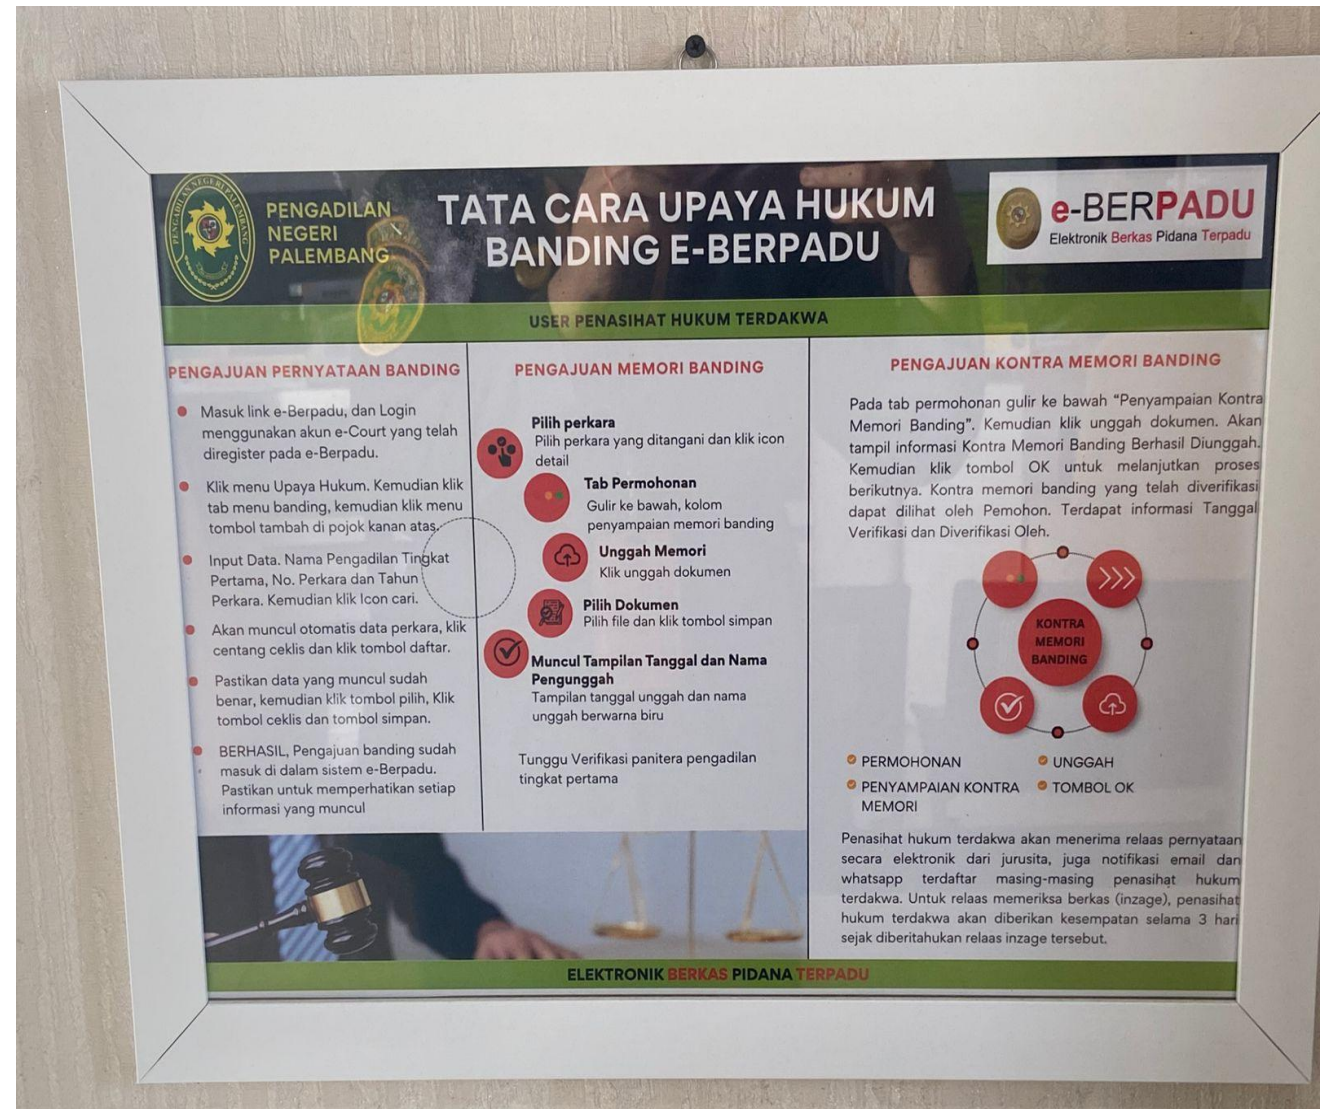 PENGADILAN NEGERI PALEMBANG
PENGADILAN
NEGERI
PALEMBANG
TATA CARA UPAYA HUKUM
BANDING E-BERPADU
e-BERPADU
Elektronik Berkas Pidana Terpadu
USER PENASIHAT HUKUM TERDAKWA
PENGAJUAN PERNYATAAN BANDING
Masuk link e-Berpadu, dan Login
menggunakan akun e-Court yang telah
diregister pada e-Berpadu.
Klik menu Upaya Hukum. Kemudian klik
tab menu banding, kemudian klik menu
tombol tambah di pojok kanan atas.
Input Data. Nama Pengadilan Tingkat
Pertama, No. Perkara dan Tahun
Perkara. Kemudian klik Icon cari.
Akan muncul otomatis data perkara, klik
centang ceklis dan klik tombol daftar.
Pastikan data yang muncul sudah
benar, kemudian klik tombol pilih, Klik
tombol ceklis dan tombol simpan.
BERHASIL, Pengajuan banding sudah
masuk di dalam sistem e-Berpadu.
Pastikan untuk memperhatikan setiap
informasi yang muncul
PENGAJUAN MEMORI BANDING
Pilih perkara
Pilih perkara yang ditangani dan klik icon
detail
Tab Permohonan
Gulir ke bawah, kolom
penyampaian memori banding
Unggah Memori
Klik unggah dokumen
Pilih Dokumen
Pilih file dan klik tombol simpan
Muncul Tampilan Tanggal dan Nama
Pengunggah
Tampilan tanggal unggah dan nama
unggah berwarna biru
Tunggu Verifikasi panitera pengadilan
tingkat pertama
PENGAJUAN KONTRA MEMORI BANDING
Pada tab permohonan gulir ke bawah “Penyampaian Kontra
Memori Banding”. Kemudian klik unggah dokumen. Akan
tampil informasi Kontra Memori Banding Berhasil Diunggah.
Kemudian klik tombol OK untuk melanjutkan proses
berikutnya. Kontra memori banding yang telah diverifikasi
dapat dilihat oleh Pemohon. Terdapat informasi Tanggal
Verifikasi dan Diverifikasi Oleh.
KONTRA
MEMORI
BANDING
PERMOHONAN
UNGGAH
PENYAMPAIAN KONTRA
MEMORI
TOMBOL OK
Penasihat hukum terdakwa akan menerima relaas pernyataan
secara elektronik dari jurusita, juga notifikasi email dan
whatsapp terdaftar masing-masing penasihat hukum
terdakwa. Untuk relaas memeriksa berkas (inzage), penasihat
hukum terdakwa akan diberikan kesempatan selama 3 hari
sejak diberitahukan relaas inzage tersebut.
ELEKTRONIK BERKAS PIDANA TERPADU